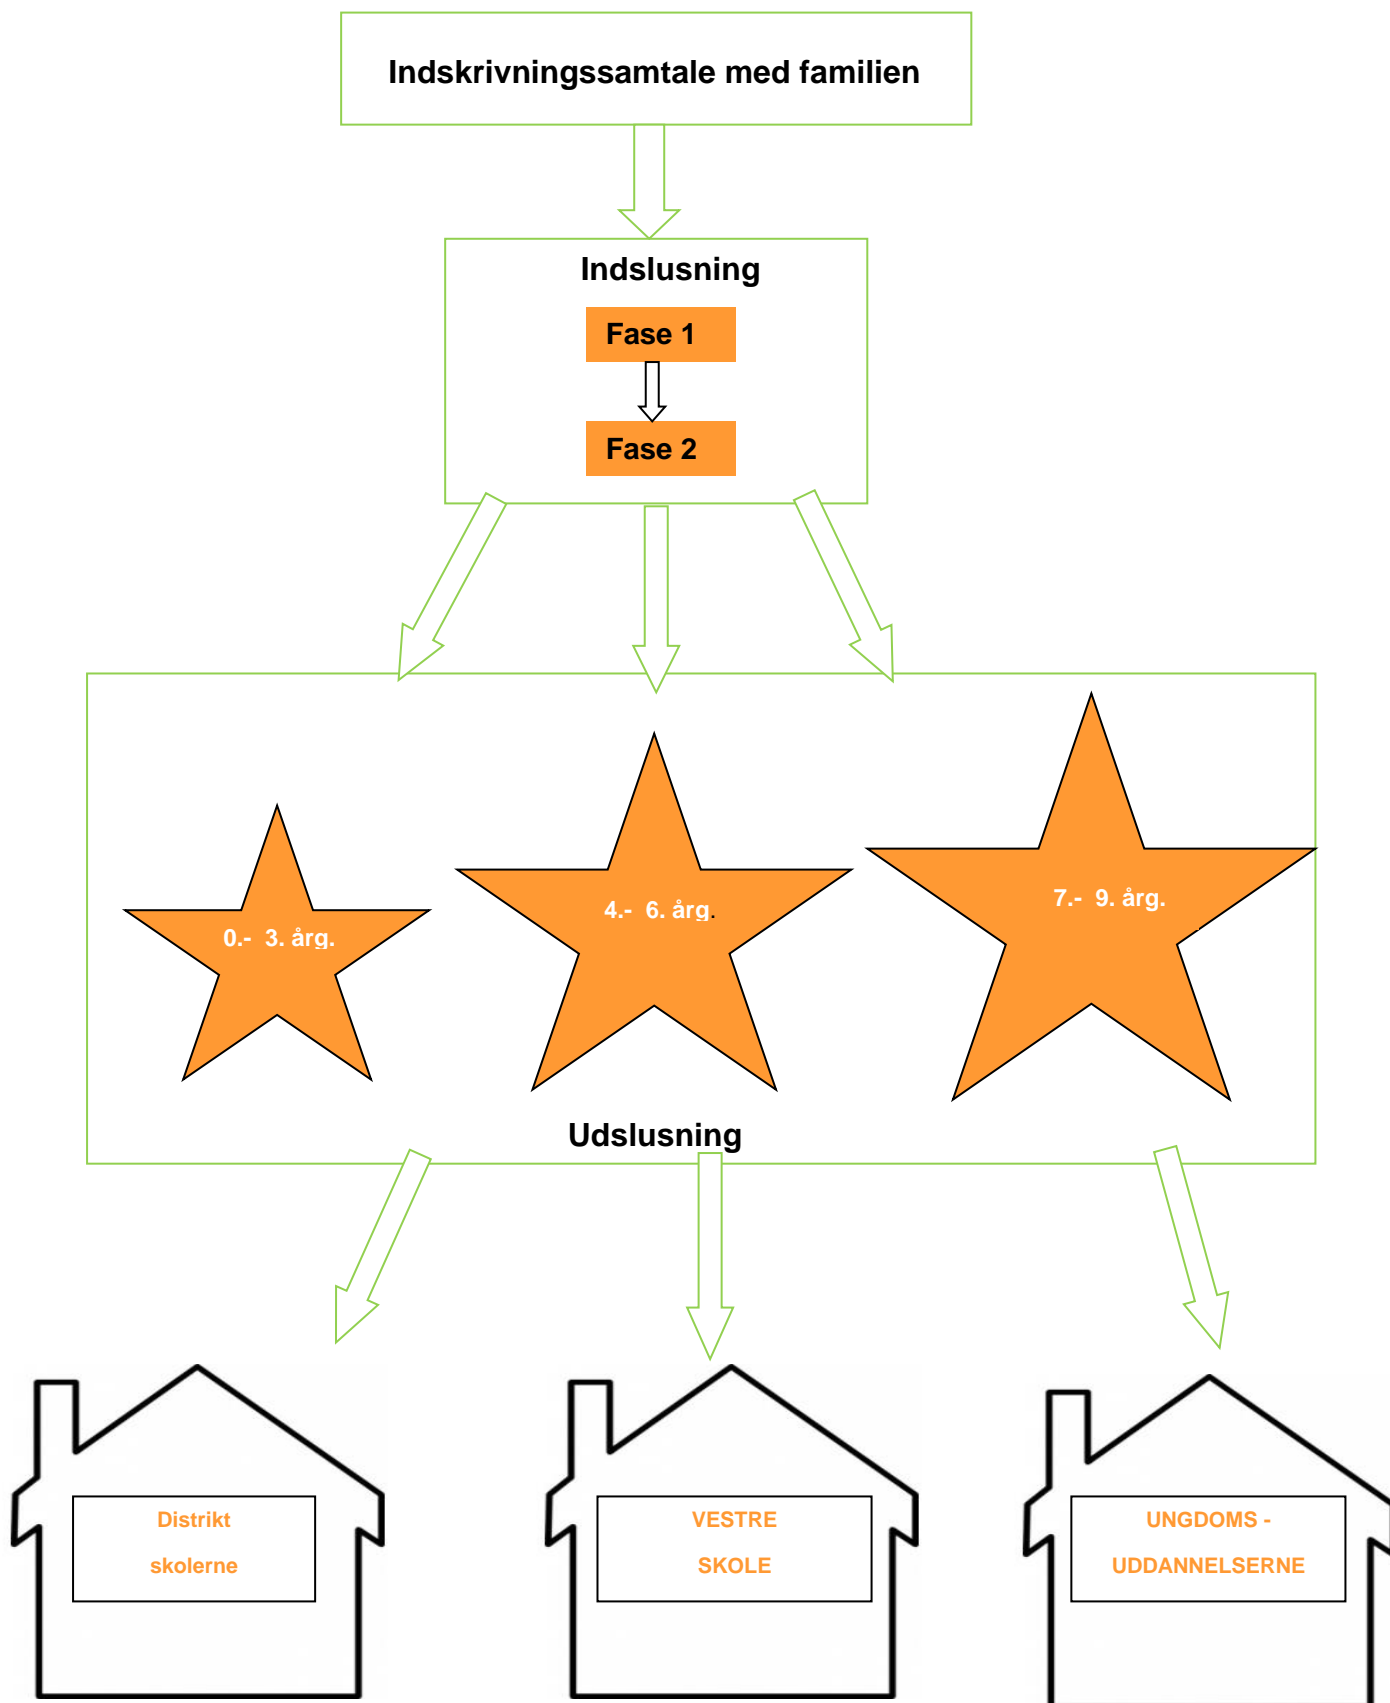 Indskrivningssamtale med familien
Indslusning
Fase 1
Fase 2
0.-  3. årg.
4.-  6. årg.
7.-  9. årg.
Udslusning
Distrikt
skolerne
VESTRE
SKOLE
UNGDOMS -
UDDANNELSERNE